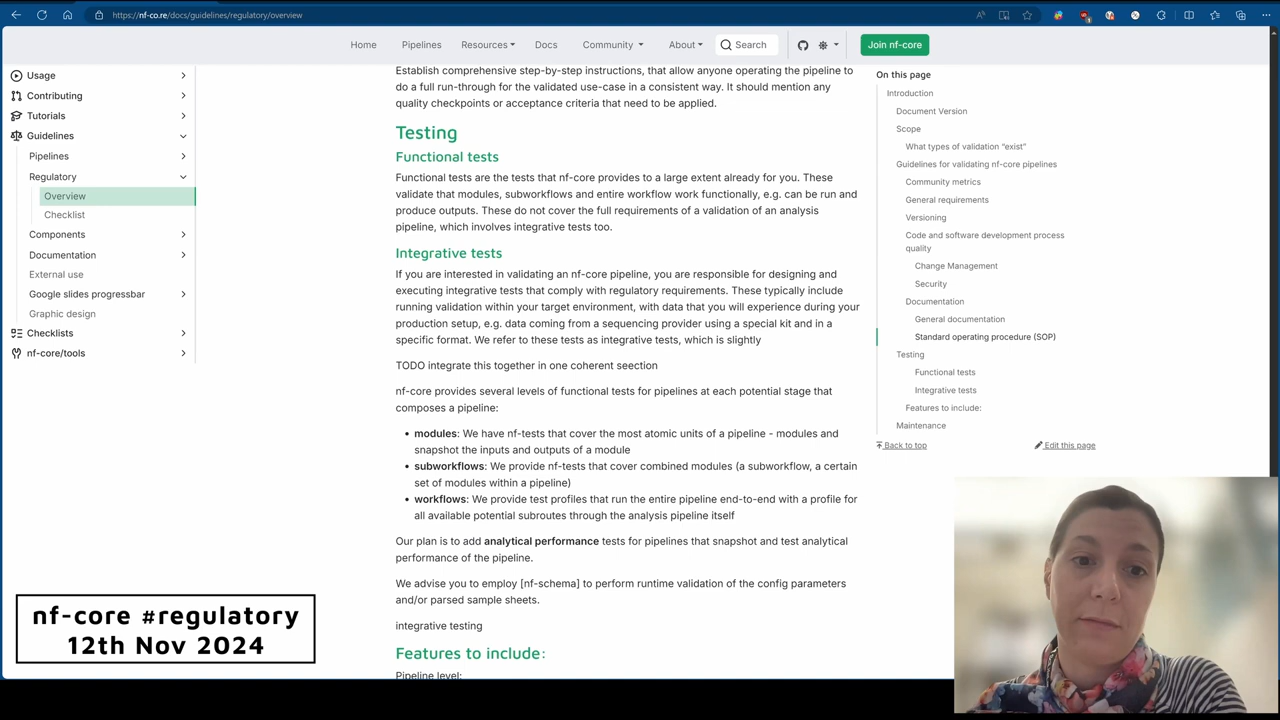 https://nf-co.re/docs/guidelines/regulatory/overview
Home Pipelines Resources Docs Community About Search Join nf-core
Usage
Contributing
Tutorials
Guidelines
Pipelines
Regulatory
Overview
Checklist
Components
Documentation
External use
Google slides progressbar
Graphic design
Checklists
nf-core/tools
Establish comprehensive step-by-step instructions, that allow anyone operating the pipeline to
do a full run-through for the validated use-case in a consistent way. It should mention any
quality checkpoints or acceptance criteria that need to be applied.
Testing
Functional tests
Functional tests are the tests that nf-core provides to a large extent already for you. These
validate that modules, subworkflows and entire workflow work functionally, e.g. can be run and
produce outputs. These do not cover the full requirements of a validation of an analysis
pipeline, which involves integrative tests too.
Integrative tests
If you are interested in validating an nf-core pipeline, you are responsible for designing and
executing integrative tests that comply with regulatory requirements. These typically include
running validation within your target environment, with data that you will experience during your
production setup, e.g. data coming from a sequencing provider using a special kit and in a
specific format. We refer to these tests as integrative tests, which is slightly
TODO integrate this together in one coherent seection
nf-core provides several levels of functional tests for pipelines at each potential stage that
composes a pipeline:
• modules: We have nf-tests that cover the most atomic units of a pipeline - modules and
snapshot the inputs and outputs of a module
• subworkflows: We provide nf-tests that cover combined modules (a subworkflow, a certain
set of modules within a pipeline)
• workflows: We provide test profiles that run the entire pipeline end-to-end with a profile for
all available potential subroutes through the analysis pipeline itself
Our plan is to add analytical performance tests for pipelines that snapshot and test analytical
performance of the pipeline.
We advise you to employ [nf-schema] to perform runtime validation of the config parameters
and/or parsed sample sheets.
integrative testing
Features to include:
Pipeline level:
On this page
Introduction
Document Version
Scope
What types of validation “exist”
Guidelines for validating nf-core pipelines
Community metrics
General requirements
Versioning
Code and software development process
quality
Change Management
Security
Documentation
General documentation
Standard operating procedure (SOP)
Testing
Functional tests
Integrative tests
Features to include:
Maintenance
Back to top Edit this page
nf-core #regulatory
12th Nov 2024